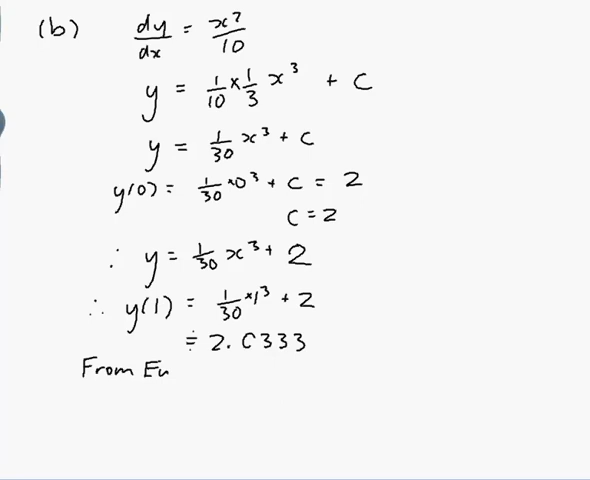 (b) dy/dx = x²/10
y = 1/10 × 1/3 x³ + C
y = 1/30 x³ + C
y(0) = 1/30 × 0³ + C = 2
C = 2
∴ y = 1/30 x³ + 2
∴ y(1) = 1/30 × 1³ + 2
≑ 2.0333
From Eu